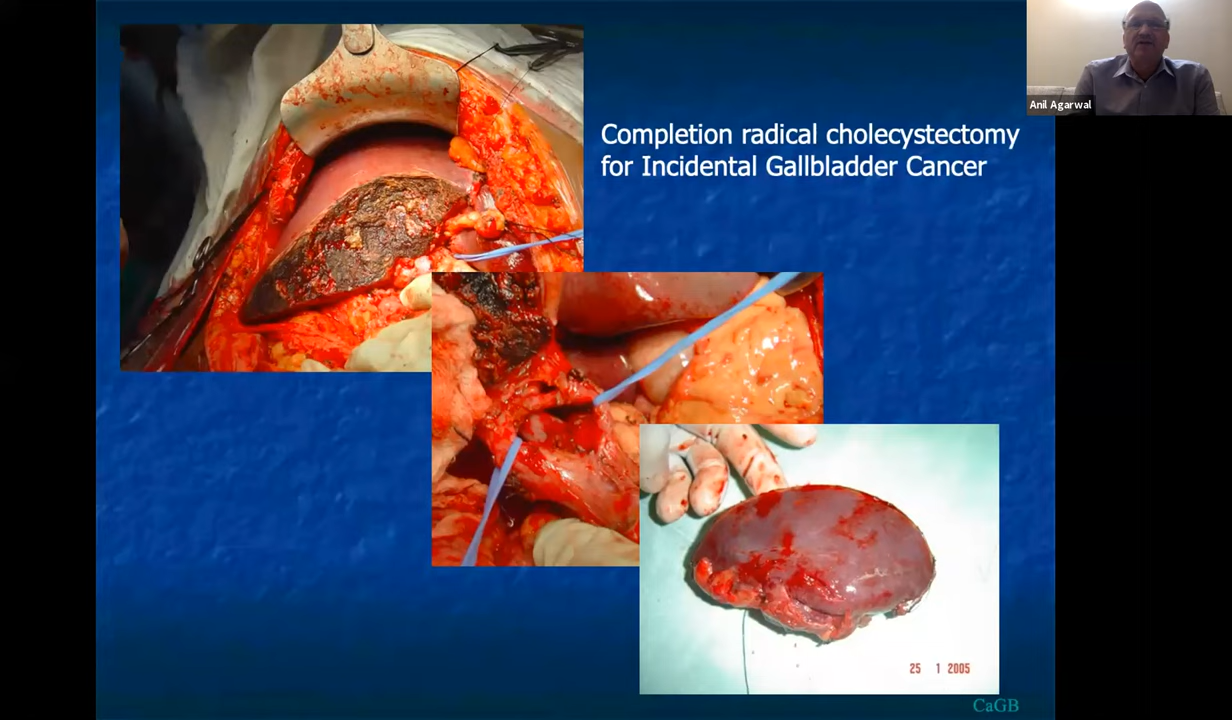 Anil Agarwal
Completion radical cholecystectomy
for Incidental Gallbladder Cancer
25 1 2005
CaGB